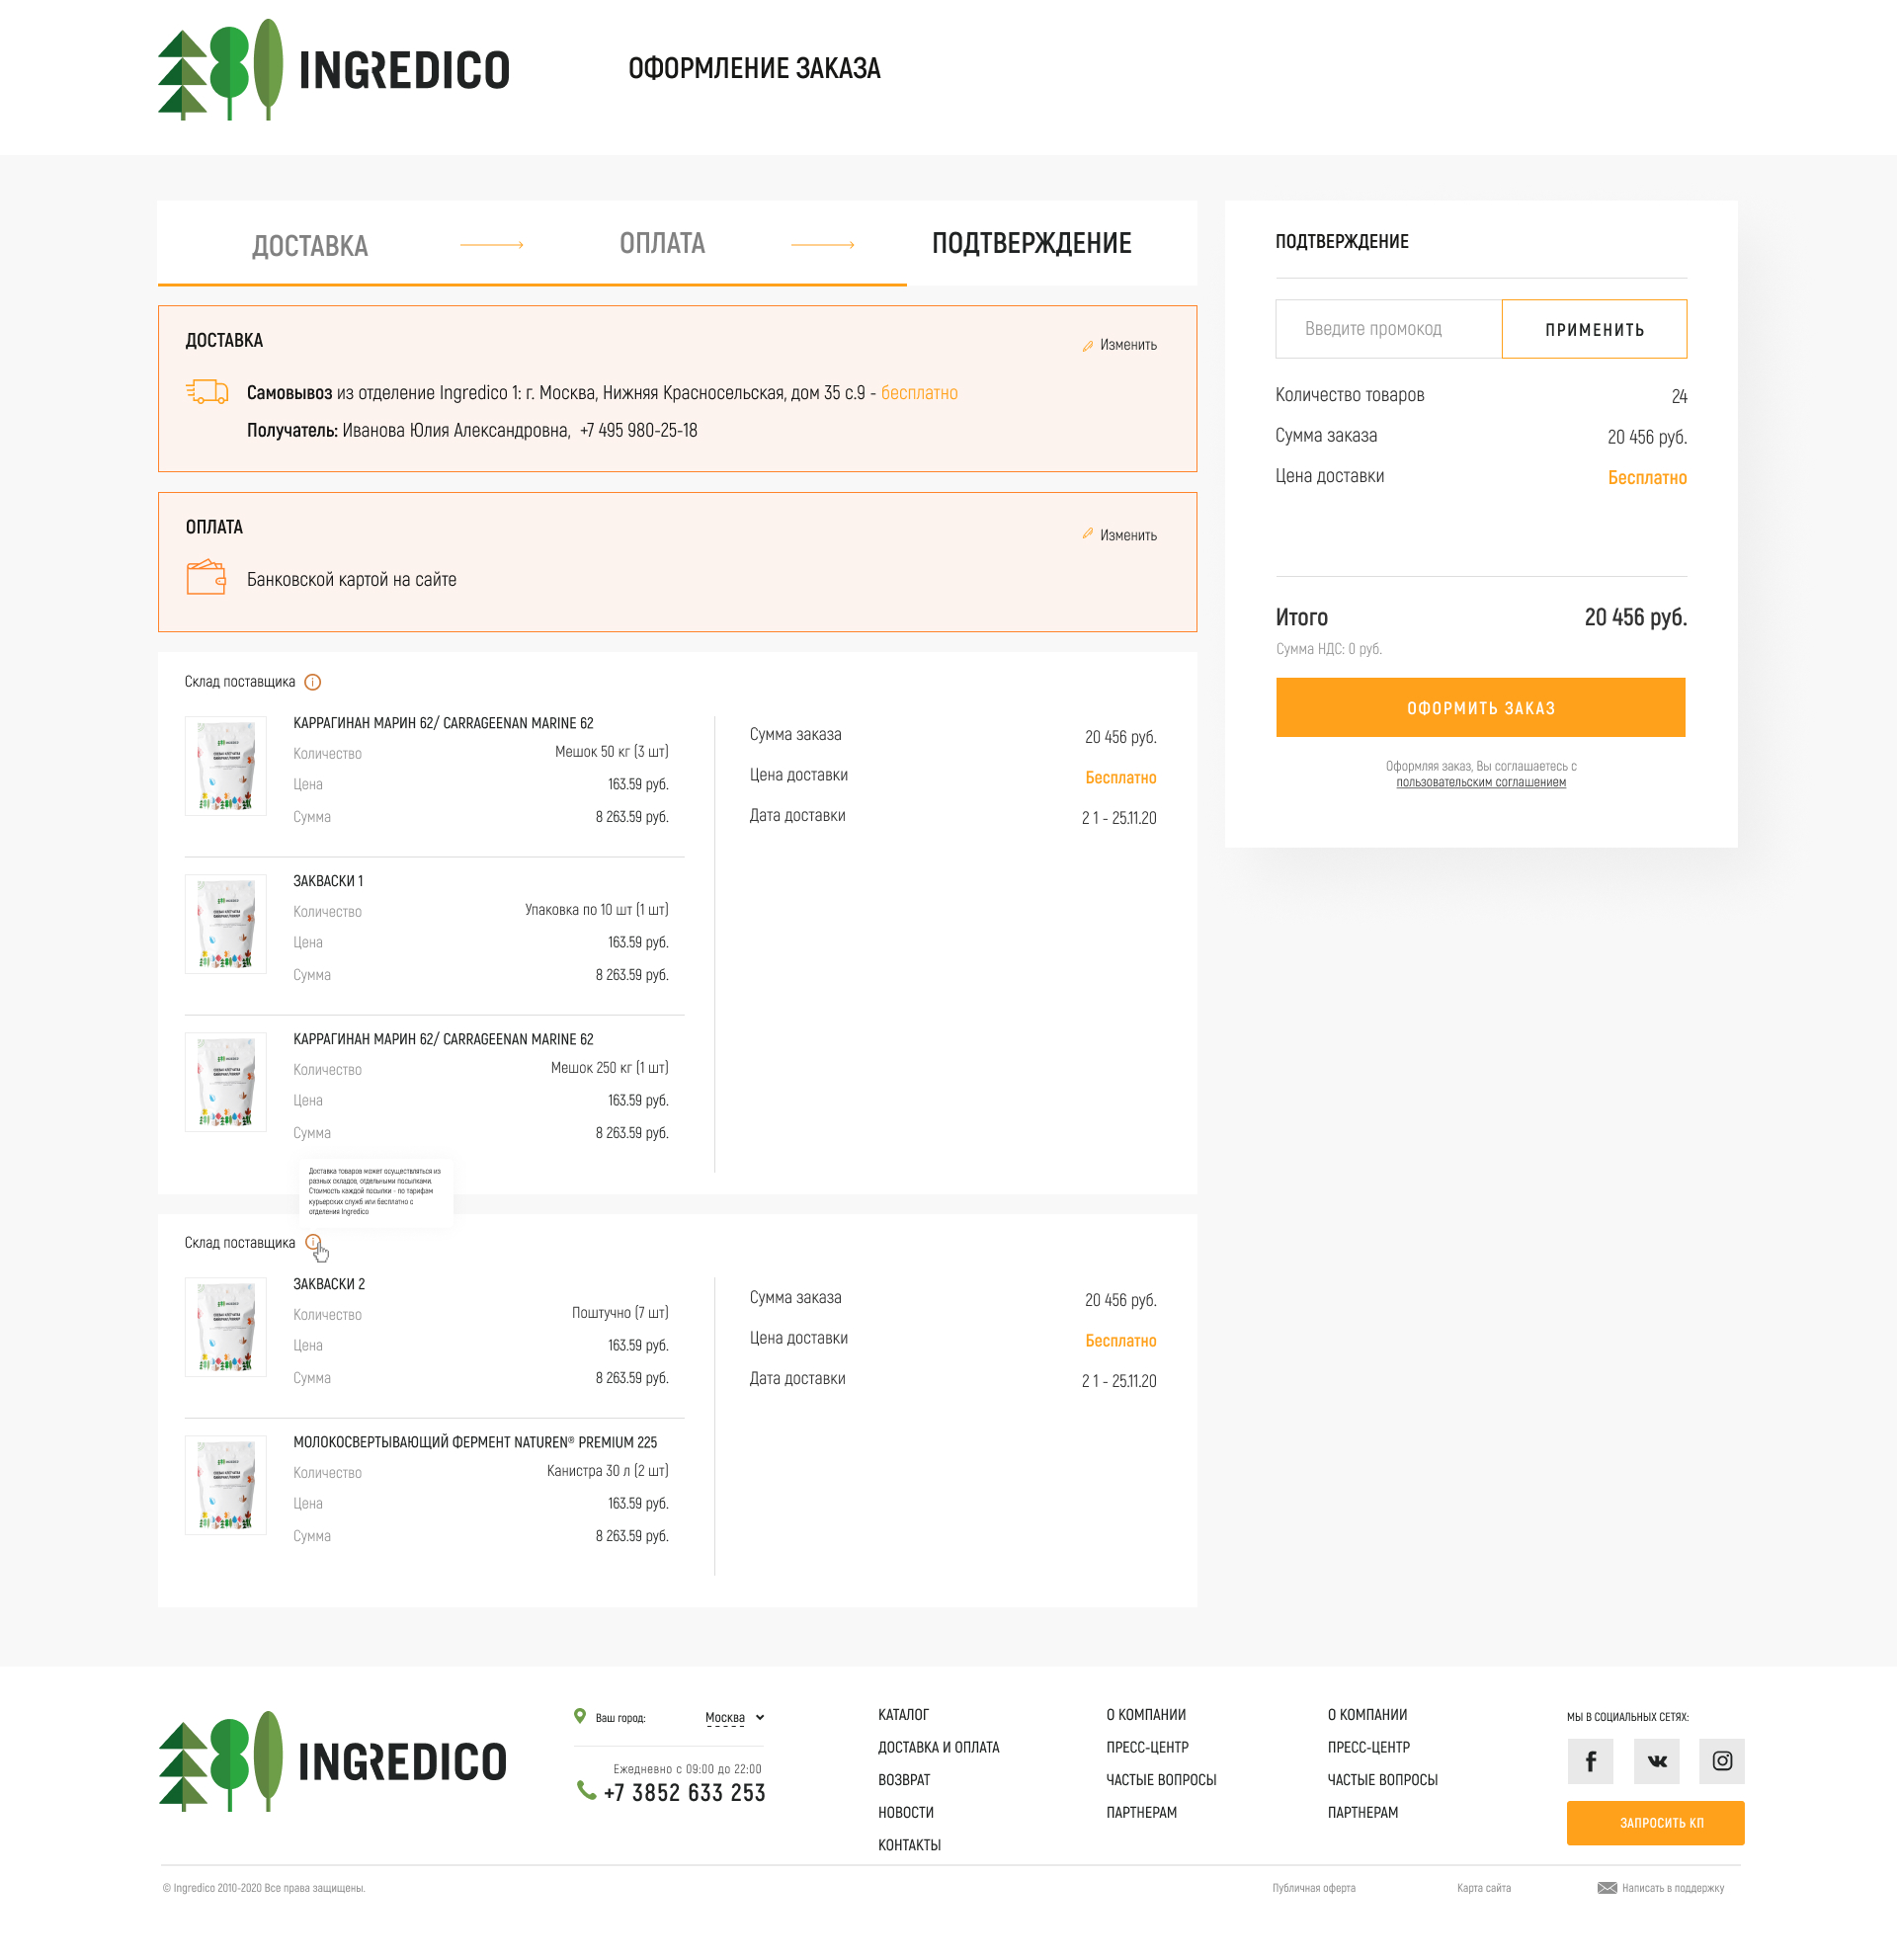 INGREDICO
ОФОРМЛЕНИЕ ЗАКАЗА
ДОСТАВКА
ОПЛАТА
ПОДТВЕРЖДЕНИЕ
ДОСТАВКА
Изменить
Самовывоз из отделение Ingredico 1: г. Москва, Нижняя Красносельская, дом 35 с.9 - бесплатно
Получатель: Иванова Юлия Александровна, +7 495 980-25-18
ОПЛАТА
Изменить
Банковской картой на сайте
Склад поставщика
КАРРАГИНАН МАРИН 62/ CARRAGEENAN MARINE 62
Количество Мешок 50 кг (3 шт)
Цена 163.59 руб.
Сумма 8 263.59 руб.
ЗАКВАСКИ 1
Количество Упаковка по 10 шт (1 шт)
Цена 163.59 руб.
Сумма 8 263.59 руб.
КАРРАГИНАН МАРИН 62/ CARRAGEENAN MARINE 62
Количество Мешок 250 кг (1 шт)
Цена 163.59 руб.
Сумма 8 263.59 руб.
Сумма заказа 20 456 руб.
Цена доставки Бесплатно
Дата доставки 2 1 - 25.11.20
Доставка товаров может осуществляться из
разных складов, отдельными посылками.
Стоимость каждой посылки - по тарифам
курьерских служб или бесплатно с
отделения Ingredico
Склад поставщика
ЗАКВАСКИ 2
Количество Поштучно (7 шт)
Цена 163.59 руб.
Сумма 8 263.59 руб.
МОЛОКОСВЕРТЫВАЮЩИЙ ФЕРМЕНТ NATUREN® PREMIUM 225
Количество Канистра 30 л (2 шт)
Цена 163.59 руб.
Сумма 8 263.59 руб.
Сумма заказа 20 456 руб.
Цена доставки Бесплатно
Дата доставки 2 1 - 25.11.20
ПОДТВЕРЖДЕНИЕ
Введите промокод
ПРИМЕНИТЬ
Количество товаров 24
Сумма заказа 20 456 руб.
Цена доставки Бесплатно
Итого 20 456 руб.
Сумма НДС: 0 руб.
ОФОРМИТЬ ЗАКАЗ
Оформляя заказ, Вы соглашаетесь с
пользовательским соглашением
INGREDICO
Ваш город: Москва
Ежедневно с 09:00 до 22:00
+7 3852 633 253
КАТАЛОГ
ДОСТАВКА И ОПЛАТА
ВОЗВРАТ
НОВОСТИ
КОНТАКТЫ
О КОМПАНИИ
ПРЕСС-ЦЕНТР
ЧАСТЫЕ ВОПРОСЫ
ПАРТНЕРАМ
О КОМПАНИИ
ПРЕСС-ЦЕНТР
ЧАСТЫЕ ВОПРОСЫ
ПАРТНЕРАМ
МЫ В СОЦИАЛЬНЫХ СЕТЯХ:
ЗАПРОСИТЬ КП
© Ingredico 2010-2020 Все права защищены.
Публичная оферта
Карта сайта
Написать в поддержку